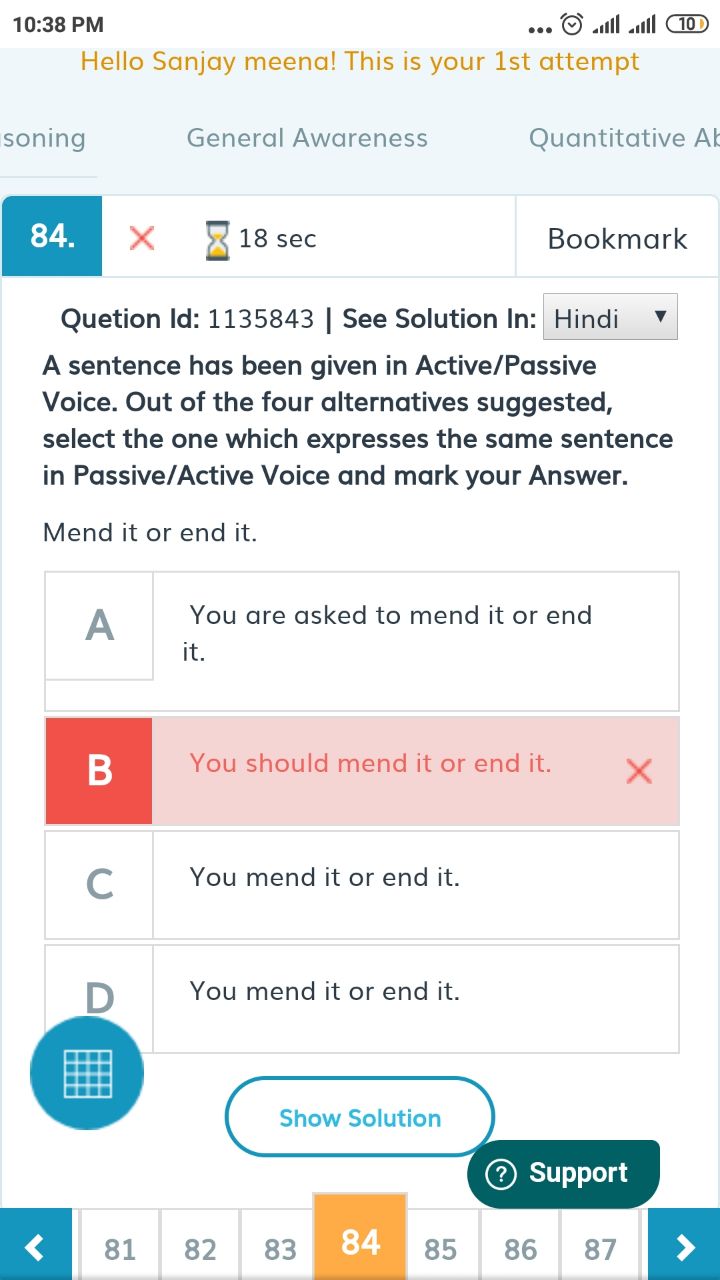 10:38 PM
10
Hello Sanjay meena! This is your 1st attempt
soning General Awareness Quantitative Ab
84. 18 sec Bookmark
Quetion Id: 1135843 | See Solution In: Hindi
A sentence has been given in Active/Passive
Voice. Out of the four alternatives suggested,
select the one which expresses the same sentence
in Passive/Active Voice and mark your Answer.
Mend it or end it.
A You are asked to mend it or end
it.
B You should mend it or end it.
C You mend it or end it.
D You mend it or end it.
Show Solution
? Support
81 82 83 84 85 86 87